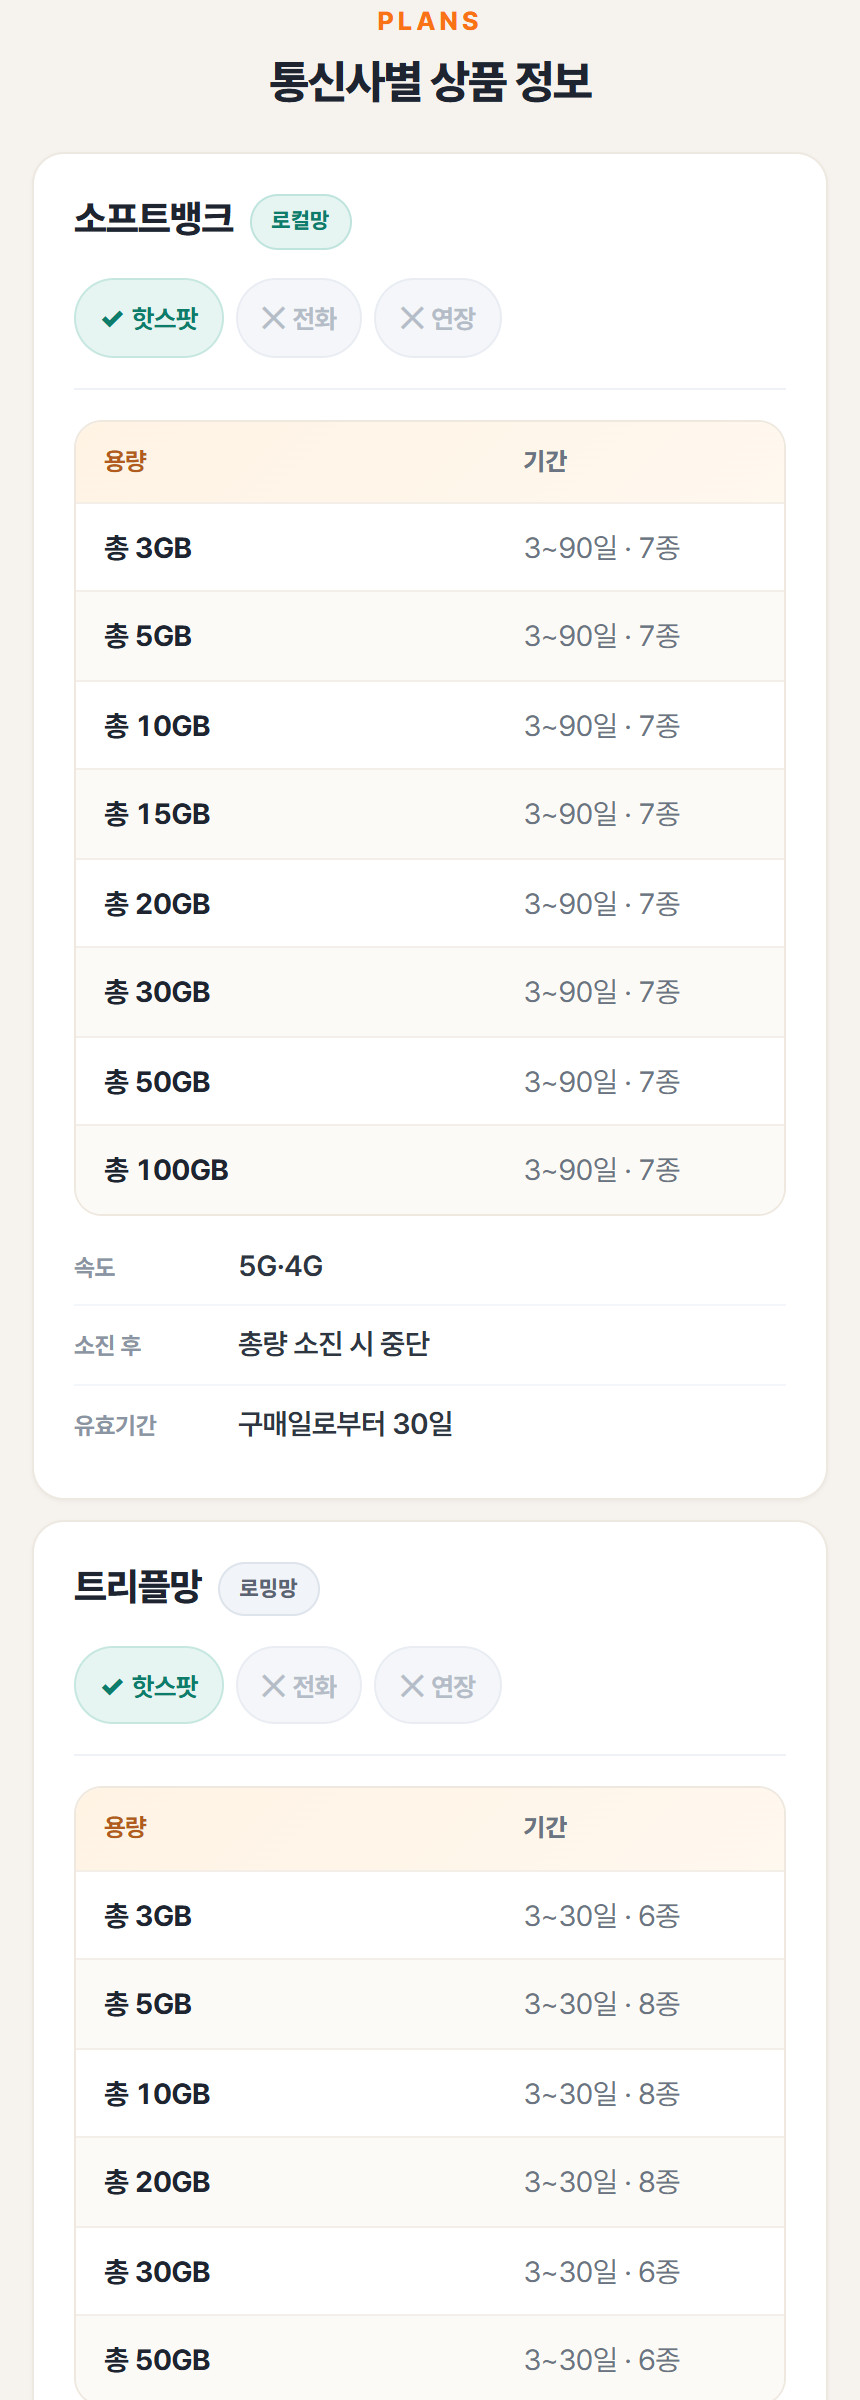 PLANS
통신사별 상품 정보
소프트뱅크 로컬망
✓ 핫스팟 ✕ 전화 ✕ 연장
용량 기간
총 3GB 3~90일 · 7종
총 5GB 3~90일 · 7종
총 10GB 3~90일 · 7종
총 15GB 3~90일 · 7종
총 20GB 3~90일 · 7종
총 30GB 3~90일 · 7종
총 50GB 3~90일 · 7종
총 100GB 3~90일 · 7종
속도 5G·4G
소진 후 총량 소진 시 중단
유효기간 구매일로부터 30일
트리플망 로밍망
✓ 핫스팟 ✕ 전화 ✕ 연장
용량 기간
총 3GB 3~30일 · 6종
총 5GB 3~30일 · 8종
총 10GB 3~30일 · 8종
총 20GB 3~30일 · 8종
총 30GB 3~30일 · 6종
총 50GB 3~30일 · 6종